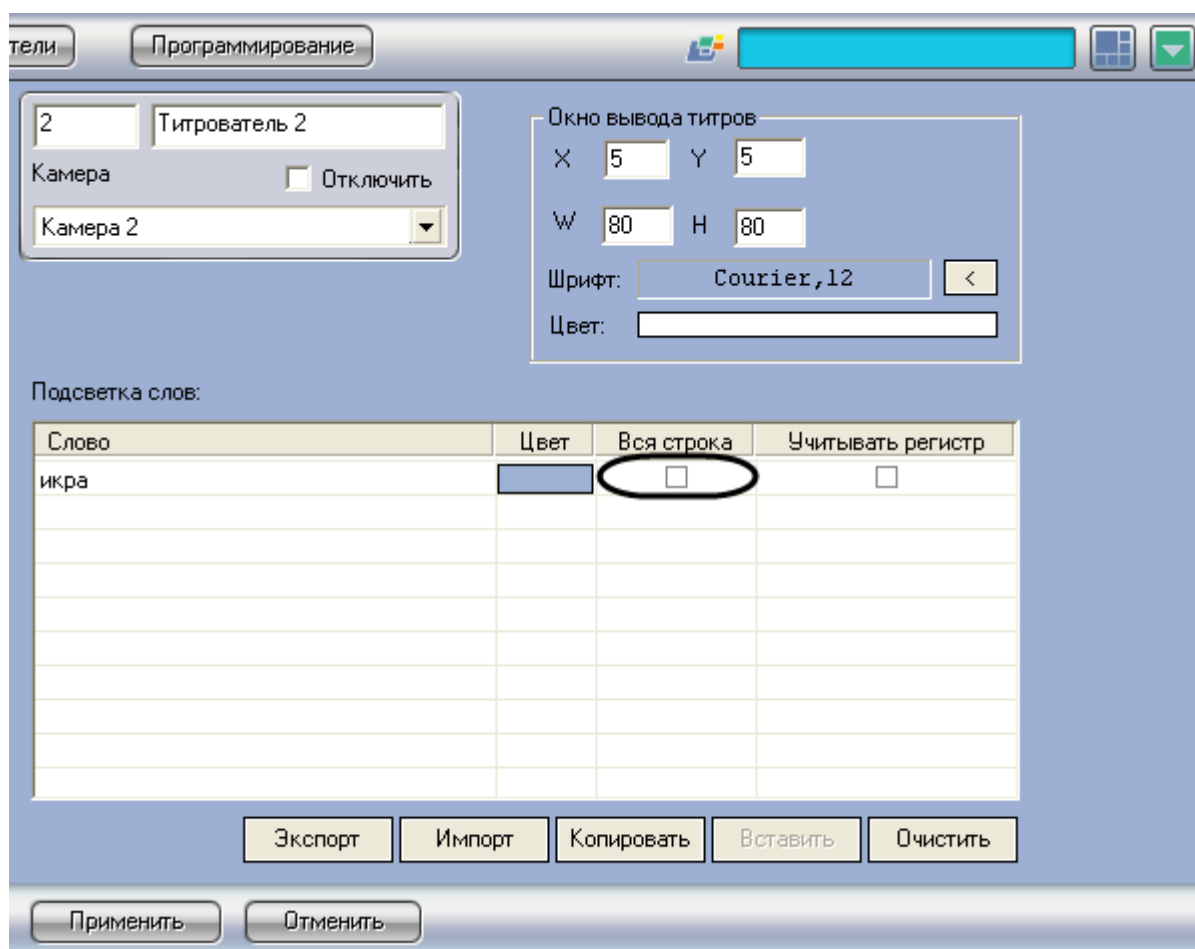 тели Программирование
2 Титрователь 2
Камера Отключить
Камера 2
Окно вывода титров
X 5 Y 5
W 80 H 80
Шрифт: Courier,12 <
Цвет:
Подсветка слов:
Слово Цвет Вся строка Учитывать регистр
икра
Экспорт Импорт Копировать Вставить Очистить
Применить Отменить